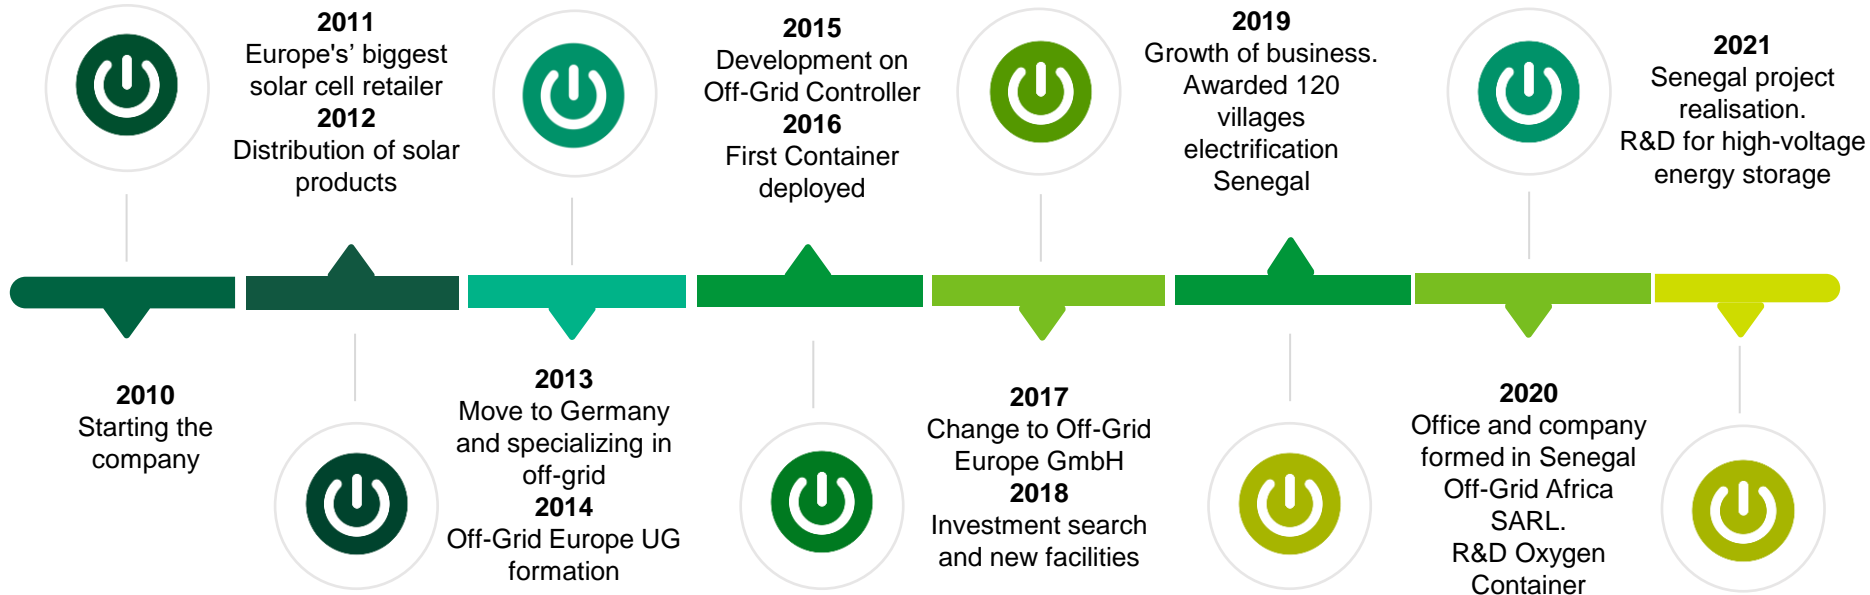 2010
Starting the
company
2011
Europe's’ biggest
solar cell retailer
2012
Distribution of solar
products
2013
Move to Germany
and specializing in
off-grid
2014
Off-Grid Europe UG
formation
2015
Development on
Off-Grid Controller
2016
First Container
deployed
2017
Change to Off-Grid
Europe GmbH
2018
Investment search
and new facilities
2019
Growth of business.
Awarded 120
villages
electrification
Senegal
2020
Office and company
formed in Senegal
Off-Grid Africa
SARL.
R&D Oxygen
Container
2021
Senegal project
realisation.
R&D for high-voltage
energy storage